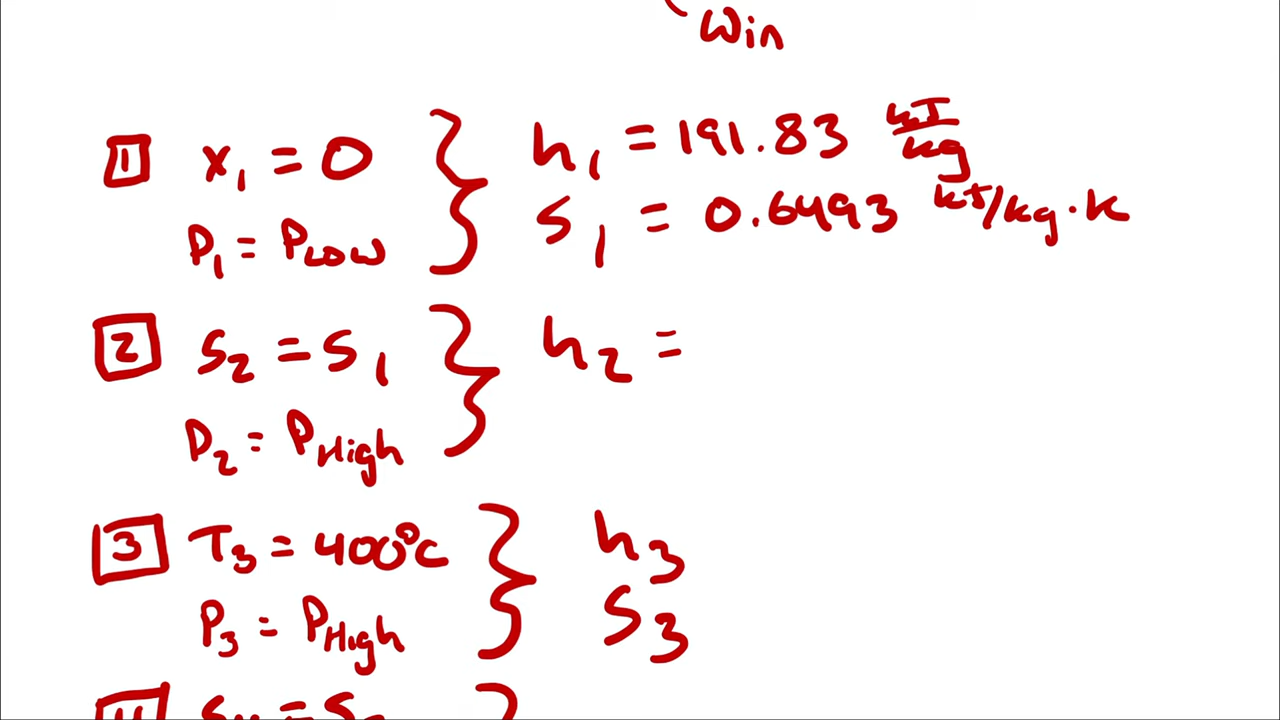 Win
1 x₁ = 0 } h₁ = 191.83 kJ/kg
P₁ = PLow s₁ = 0.6493 kJ/kg·K
2 S₂ = S₁ } h₂ =
P₂ = PHigh
3 T₃ = 400°C } h₃
P₃ = PHigh S₃